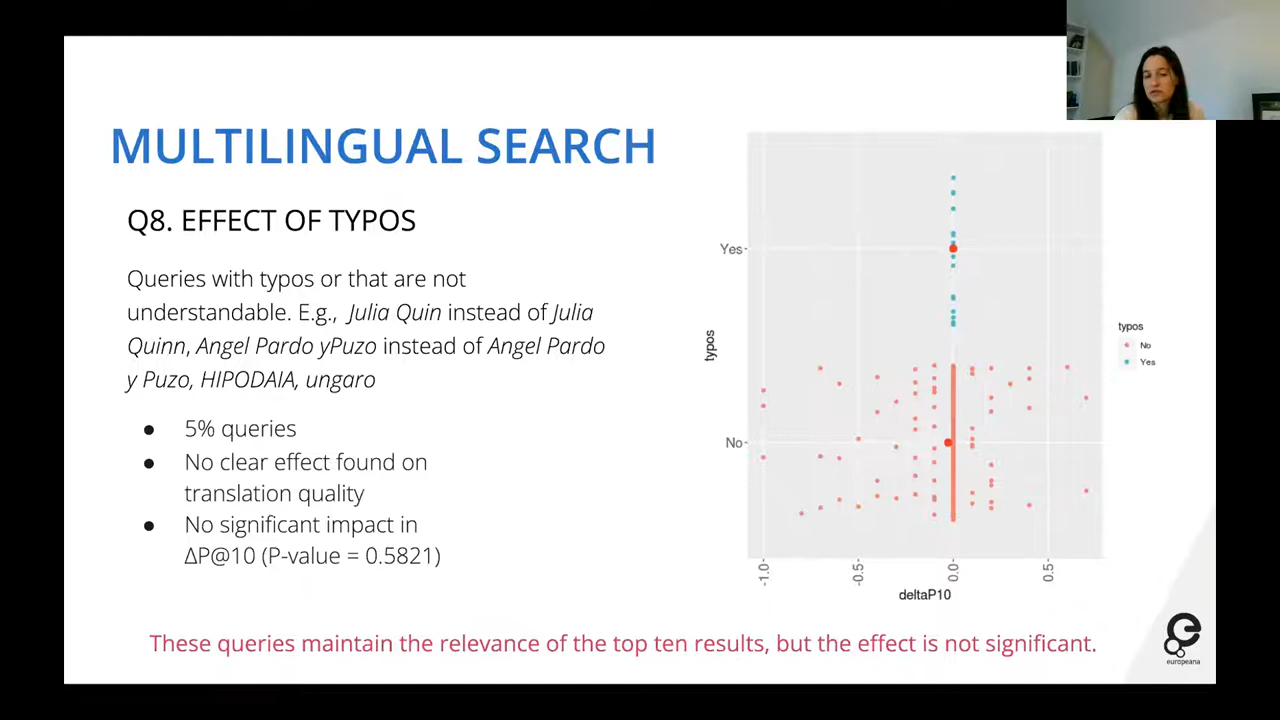 MULTILINGUAL SEARCH
Q8. EFFECT OF TYPOS
Queries with typos or that are not
understandable. E.g., Julia Quin instead of Julia
Quinn, Angel Pardo yPuzo instead of Angel Pardo
y Puzo, HIPODAIA, ungaro
● 5% queries
● No clear effect found on
translation quality
● No significant impact in
ΔP@10 (P-value = 0.5821)
typos
Yes
No
-1.0
-0.5
0.0
0.5
deltaP10
typos
No
Yes
These queries maintain the relevance of the top ten results, but the effect is not significant.
europeana